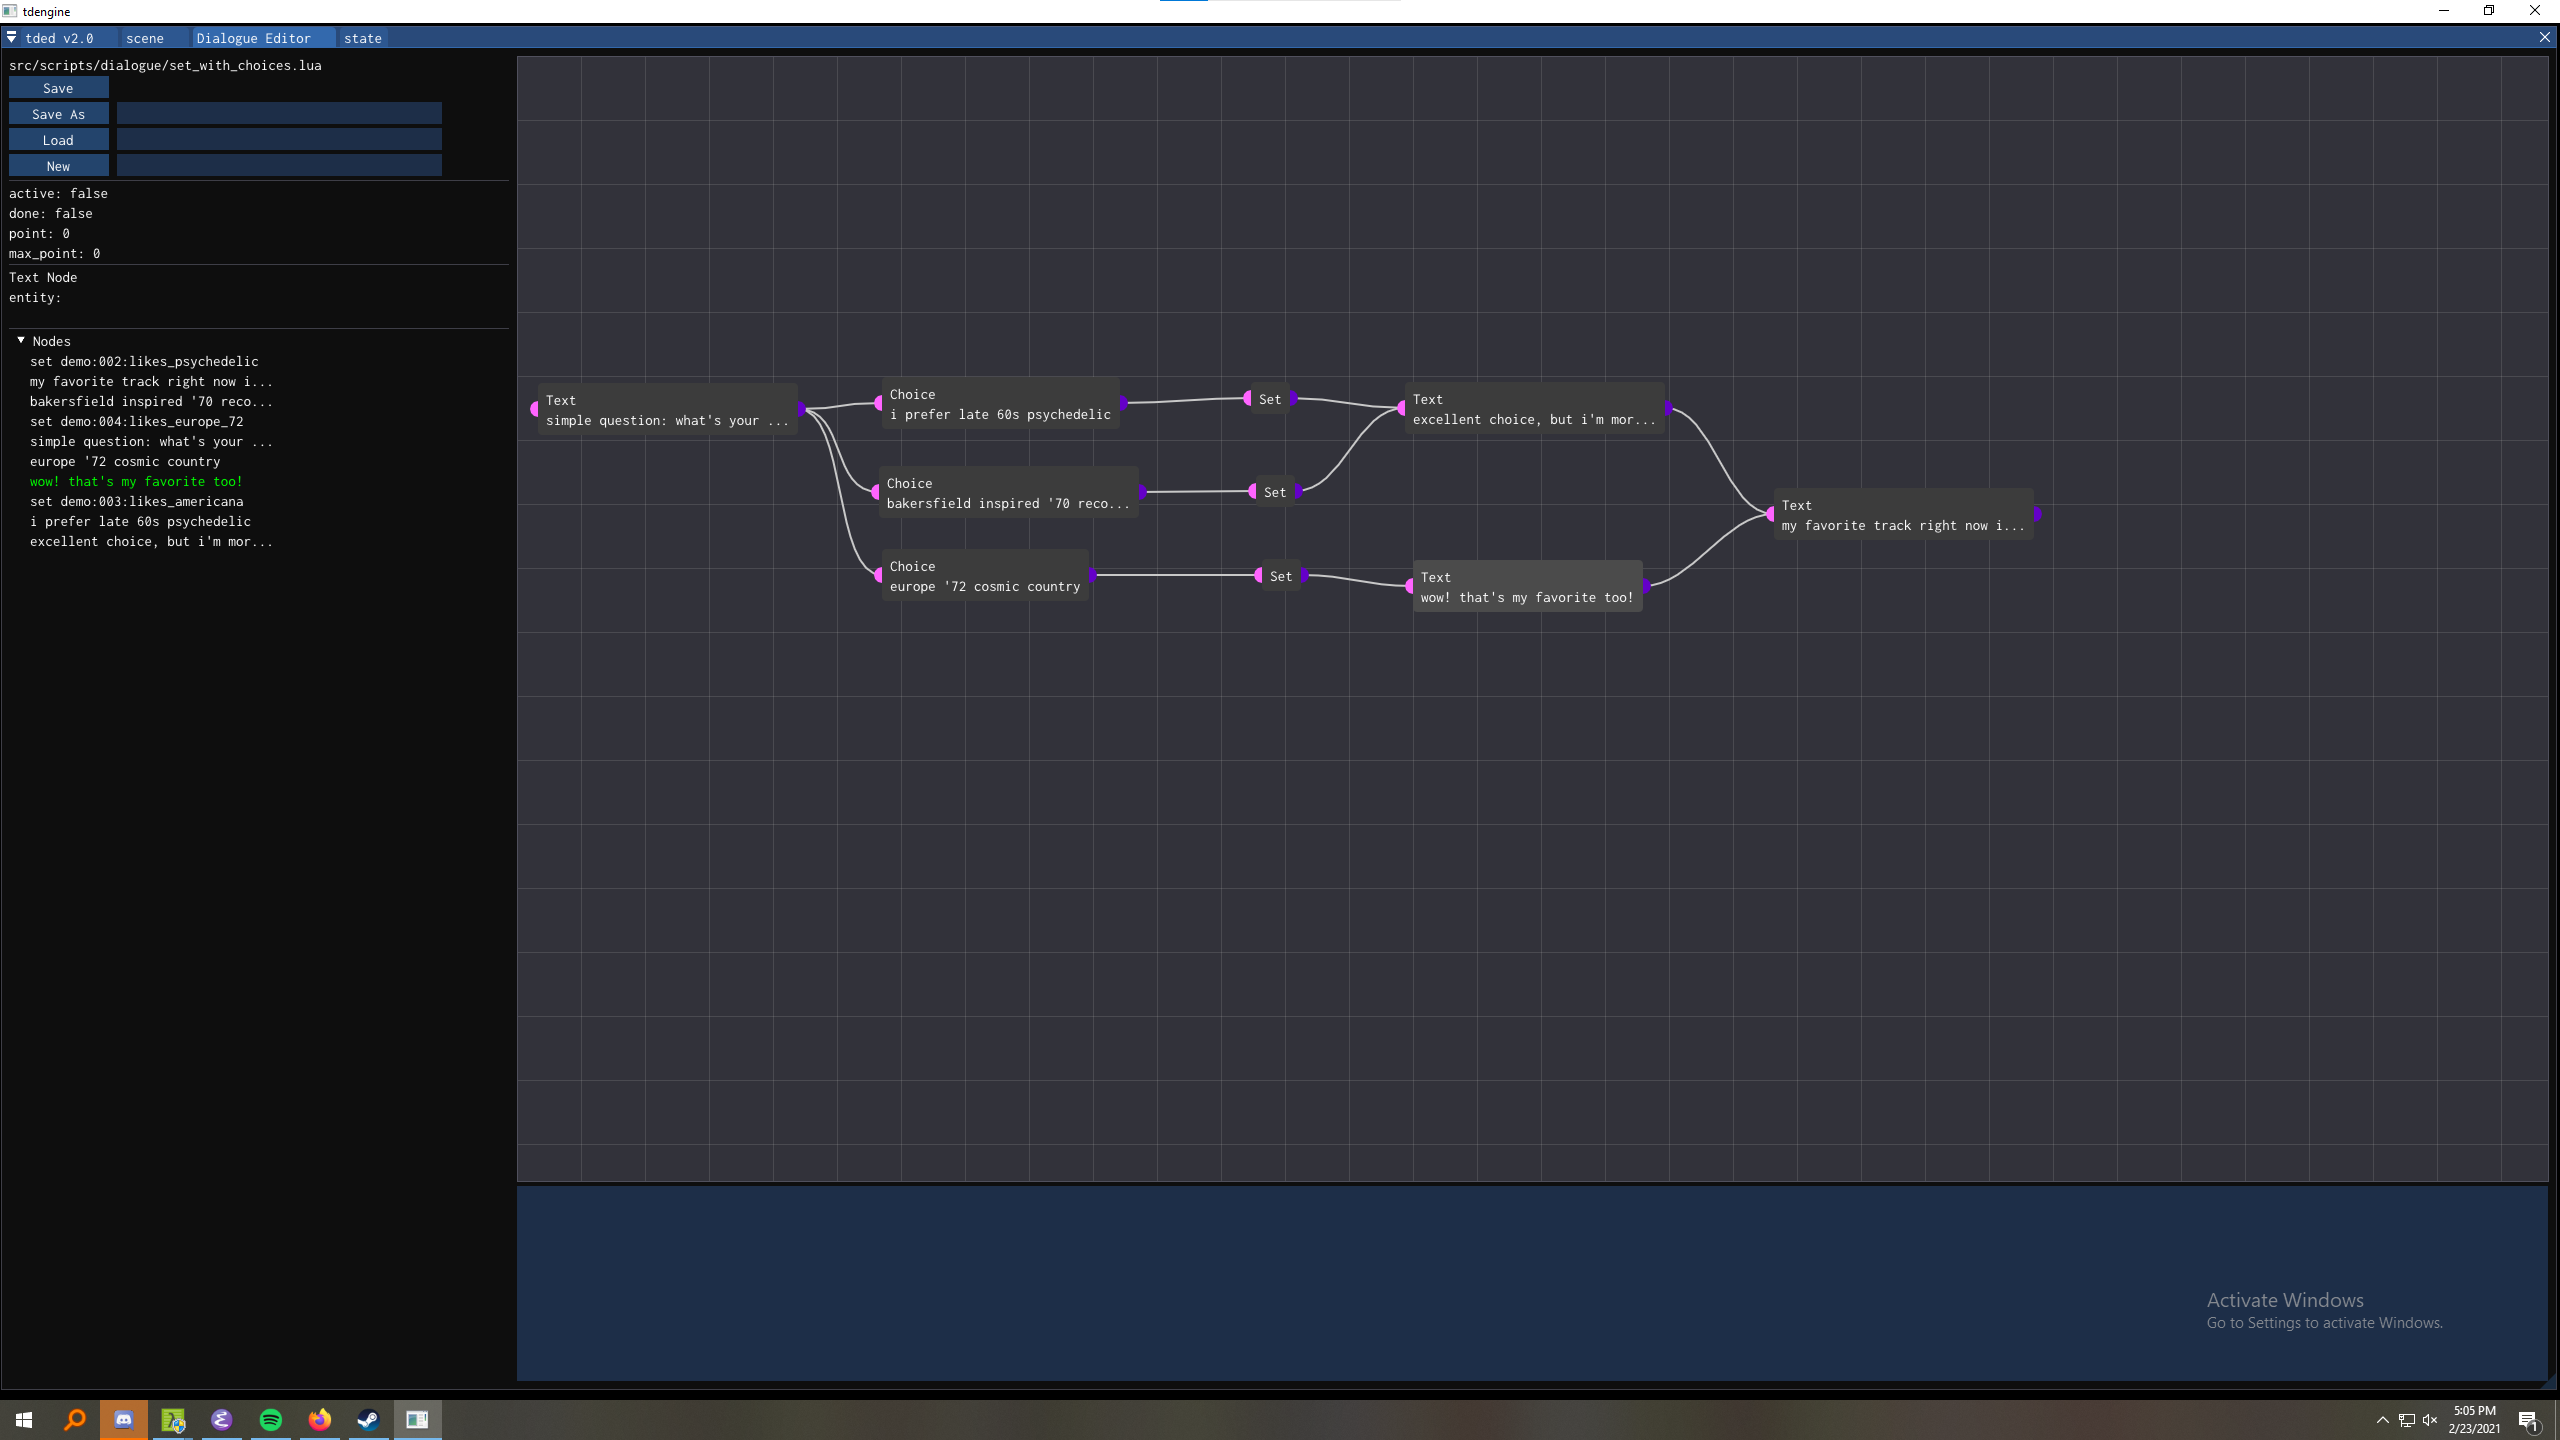 tdengine
tded v2.0
scene
Dialogue Editor
state
src/scripts/dialogue/set_with_choices.lua
Save
Save As
Load
New
active: false
done: false
point: 0
max_point: 0
Text Node
entity:
Nodes
set demo:002:likes_psychedelic
my favorite track right now i...
bakersfield inspired '70 reco...
set demo:004:likes_europe_72
simple question: what's your ...
europe '72 cosmic country
wow! that's my favorite too!
set demo:003:likes_americana
i prefer late 60s psychedelic
excellent choice, but i'm mor...
Text
simple question: what's your ...
Choice
i prefer late 60s psychedelic
Set
Text
excellent choice, but i'm mor...
Choice
bakersfield inspired '70 reco...
Set
Text
my favorite track right now i...
Choice
europe '72 cosmic country
Set
Text
wow! that's my favorite too!
Activate Windows
Go to Settings to activate Windows.
5:05 PM
2/23/2021
1